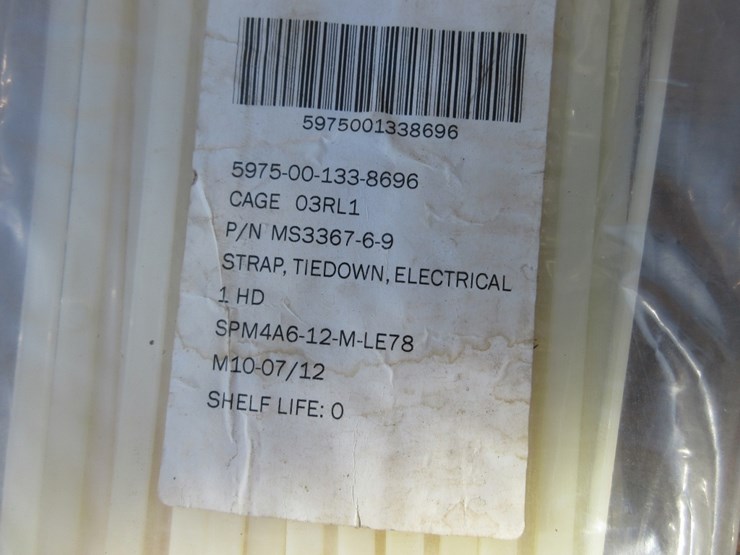 5975001338696
5975-00-133-8696
CAGE 03RL1
P/N MS3367-6-9
STRAP, TIEDOWN, ELECTRICAL
1 HD
SPM4A6-12-M-LE78
M10-07/12
SHELF LIFE: 0